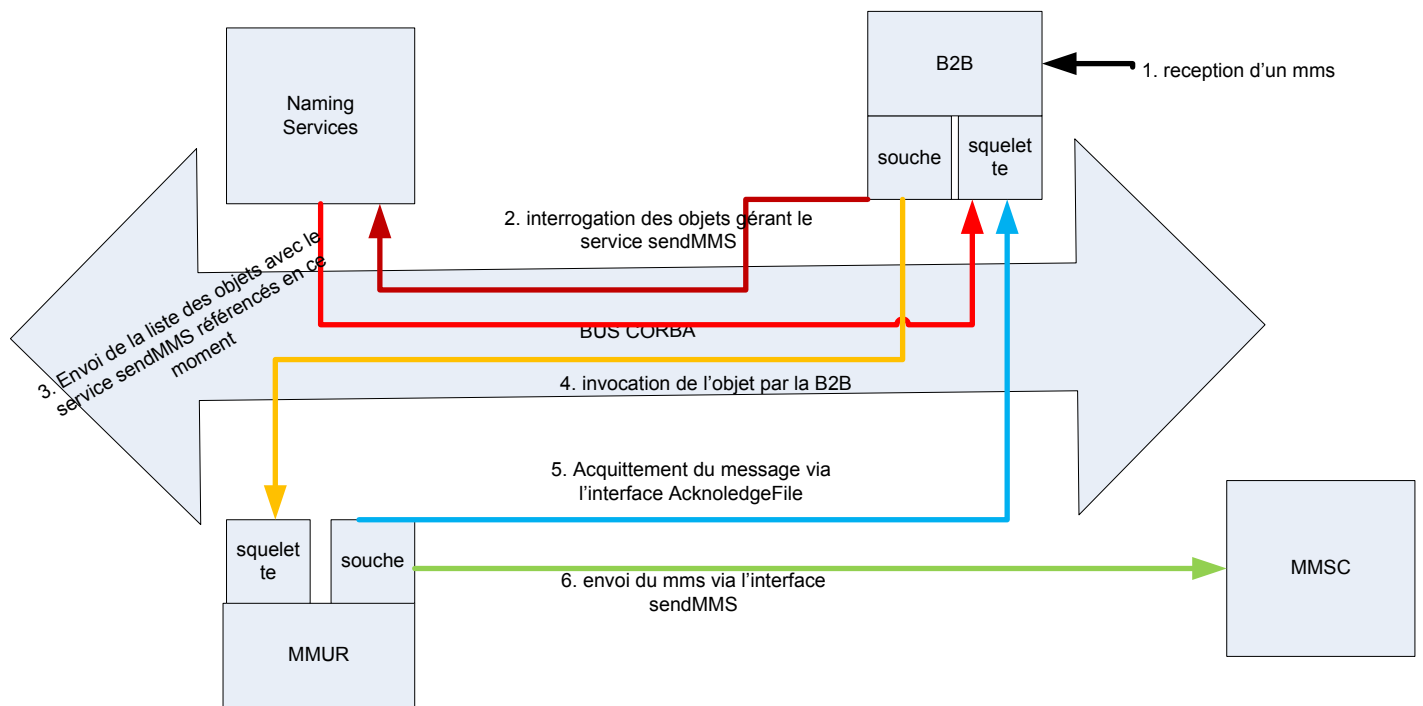 B2B
1. reception d'un mms
Naming
Services
souche
squelet
te
2. interrogation des objets gérant le
service sendMMS
3. Envoi de la liste des objets avec le
service sendMMS référencés en ce
moment
BUS CORBA
4. invocation de l'objet par la B2B
5. Acquittement du message via
l'interface AcknoledgeFile
squelet
te
souche
6. envoi du mms via l'interface
sendMMS
MMSC
MMUR